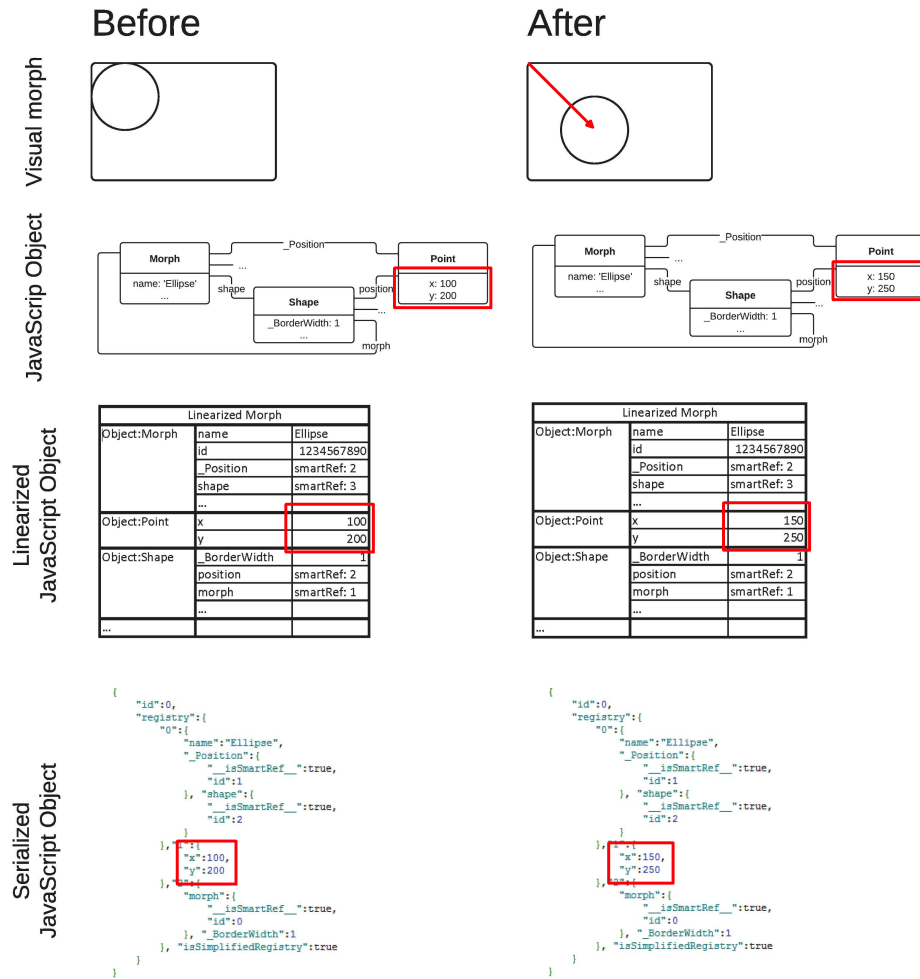 Before
After
Visual morph
JavaScrip Object
_Position
Morph
name: 'Ellipse'
...
...
shape
Shape
_BorderWidth: 1
...
position
...
morph
Point
x: 100
y: 200
_Position
Morph
name: 'Ellipse'
...
...
shape
Shape
_BorderWidth: 1
...
position
...
morph
Point
x: 150
y: 250
Linearized
JavaScript Object
Linearized Morph
Object:Morph name Ellipse
id 1234567890
_Position smartRef: 2
shape smartRef: 3
...
Object:Point x 100
y 200
Object:Shape _BorderWidth 1
position smartRef: 2
morph smartRef: 1
...
...
Linearized Morph
Object:Morph name Ellipse
id 1234567890
_Position smartRef: 2
shape smartRef: 3
...
Object:Point x 150
y 250
Object:Shape _BorderWidth 1
position smartRef: 2
morph smartRef: 1
...
...
Serialized
JavaScript Object
{
"id":0,
"registry":{
"0":{
"name":"Ellipse",
"_Position":{
"__isSmartRef__":true,
"id":1
}, "shape":{
"__isSmartRef__":true,
"id":2
}
},"1":{
"x":100,
"y":200
},"2":{
"morph":{
"__isSmartRef__":true,
"id":0
}, "_BorderWidth":1
}, "isSimplifiedRegistry":true
}
}
{
"id":0,
"registry":{
"0":{
"name":"Ellipse",
"_Position":{
"__isSmartRef__":true,
"id":1
}, "shape":{
"__isSmartRef__":true,
"id":2
}
},"1":{
"x":150,
"y":250
},"2":{
"morph":{
"__isSmartRef__":true,
"id":0
}, "_BorderWidth":1
}, "isSimplifiedRegistry":true
}
}